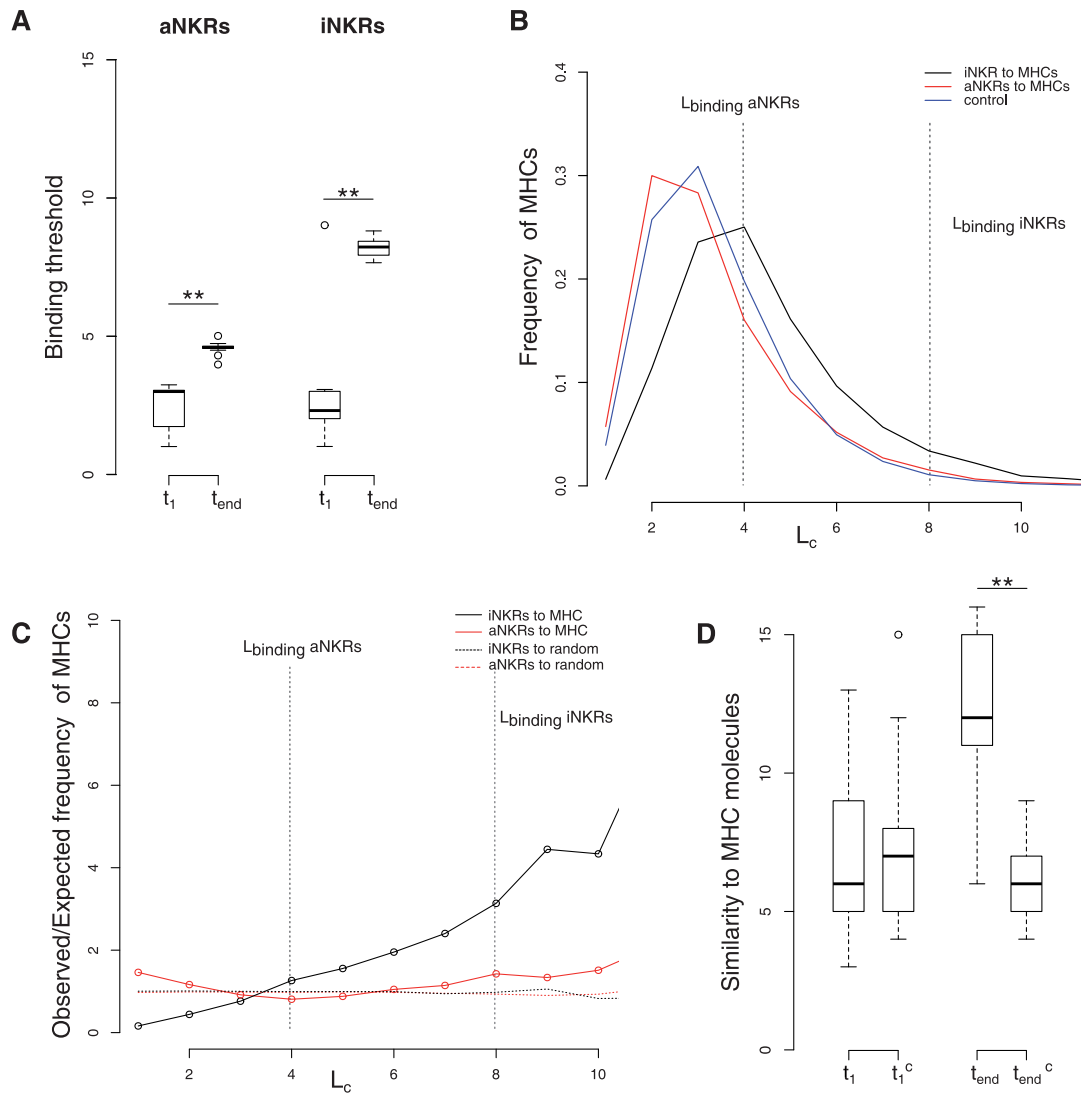 A
aNKRs
iNKRs
Binding threshold
15
10
5
0
**
**
t1
tend
t1
tend
B
iNKR to MHCs
aNKRs to MHCs
control
Lbinding aNKRs
Lbinding iNKRs
Frequency of MHCs
0.4
0.3
0.2
0.1
0.0
2
4
6
8
10
Lc
C
iNKRs to MHC
aNKRs to MHC
iNKRs to random
aNKRs to random
Lbinding aNKRs
Lbinding iNKRs
Observed/Expected frequency of MHCs
10
8
6
4
2
0
2
4
6
8
10
Lc
D
**
Similarity to MHC molecules
15
10
5
0
t1
t1c
tend
tendc